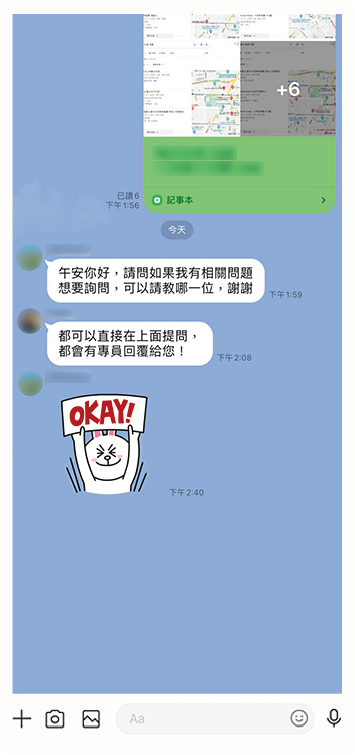 +6
記事本
已讀 6
下午 1:56
今天
午安你好，請問如果我有相關問題
想要詢問，可以請教哪一位，謝謝
下午 1:59
都可以直接在上面提問，
都會有專員回覆給您！
下午 2:08
OKAY!
下午 2:40
Aa